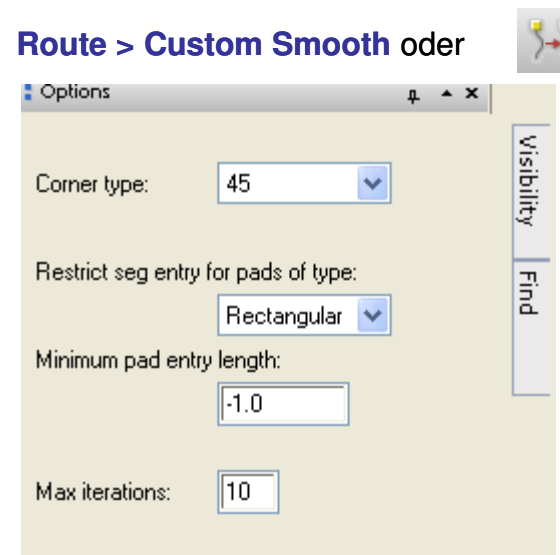 Route > Custom Smooth oder
Options
Visibility
Corner type: 45
Find
Restrict seg entry for pads of type:
Rectangular
Minimum pad entry length:
-1.0
Max iterations: 10